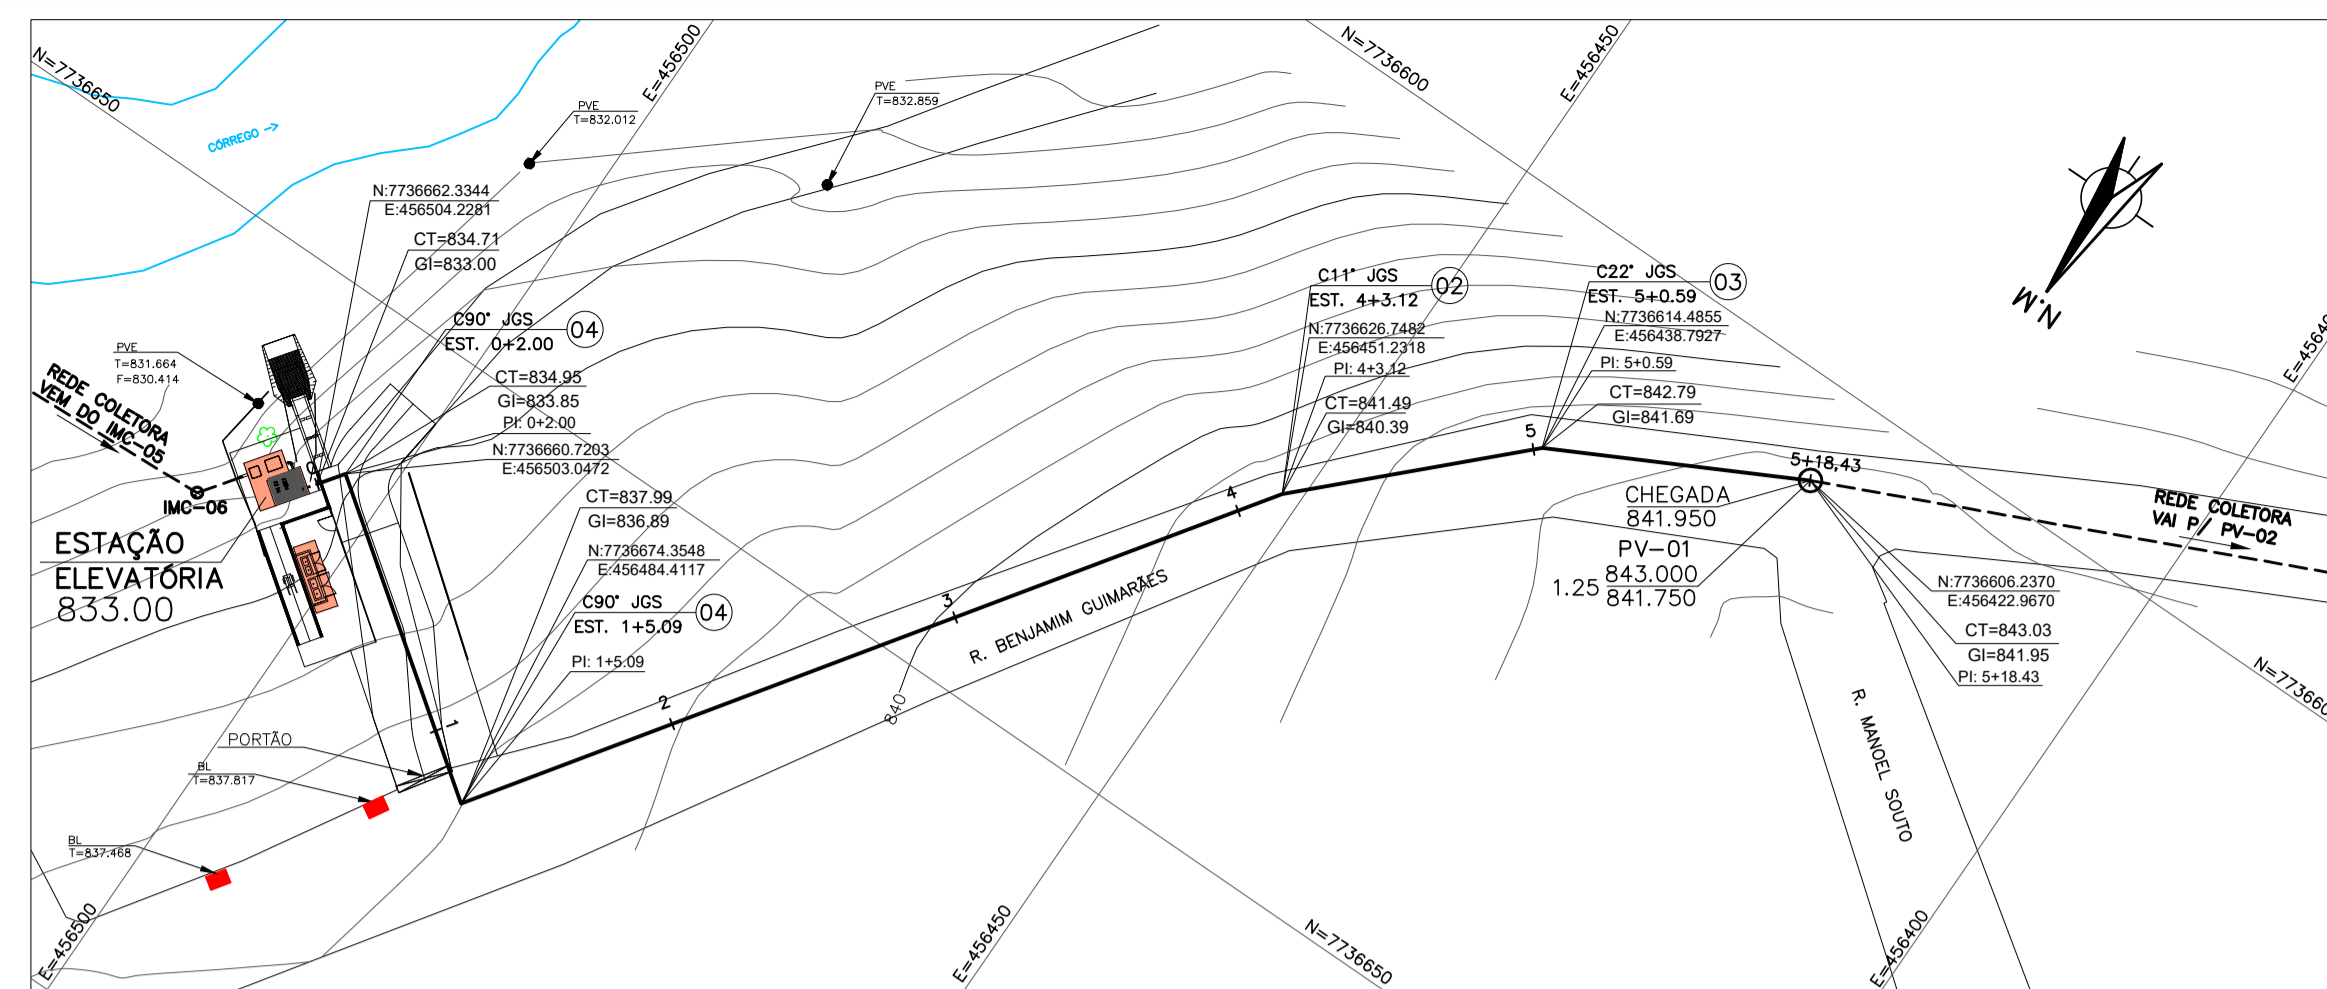 N=7736650
E=456500
N=7736600
E=456450
CÓRREGO ->
PVE
T=832.012
PVE
T=832.859
N:7736662.3344
E:456504.2281
CT=834.71
GI=833.00
C90° JGS
04
EST. 0+2.00
CT=834.95
GI=833.85
PI: 0+2.00
N:7736660.7203
E:456503.0472
PVE
T=831.664
F=830.414
REDE COLETORA
VEM DO IMC-05
IMC-06
ESTAÇÃO
ELEVATÓRIA
833.00
CT=837.99
GI=836.89
N:7736674.3548
E:456484.4117
C90° JGS
04
EST. 1+5.09
PI: 1+5.09
C11° JGS
02
EST. 4+3.12
N:7736626.7482
E:456451.2318
PI: 4+3.12
CT=841.49
GI=840.39
C22° JGS
03
EST. 5+0.59
N:7736614.4855
E:456438.7927
PI: 5+0.59
CT=842.79
GI=841.69
N.M
0
1
2
3
4
5
5+18,43
CHEGADA
841.950
PV-01
1.25
843.000
841.750
REDE COLETORA
VAI P/ PV-02
N:7736606.2370
E:456422.9670
CT=843.03
GI=841.95
PI: 5+18.43
R. BENJAMIM GUIMARÃES
840
R. MANOEL SOUTO
PORTÃO
BL
T=837.817
BL
T=837.468
E=456500
E=456450
N=7736650
E=456400